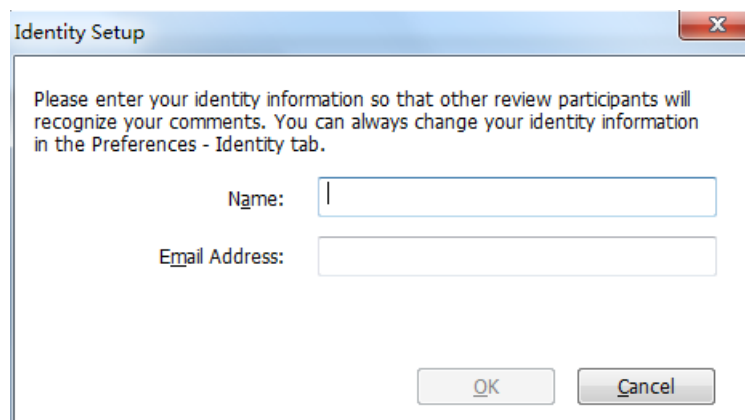 Identity Setup
Please enter your identity information so that other review participants will
recognize your comments. You can always change your identity information
in the Preferences - Identity tab.
Name:
Email Address:
OK
Cancel